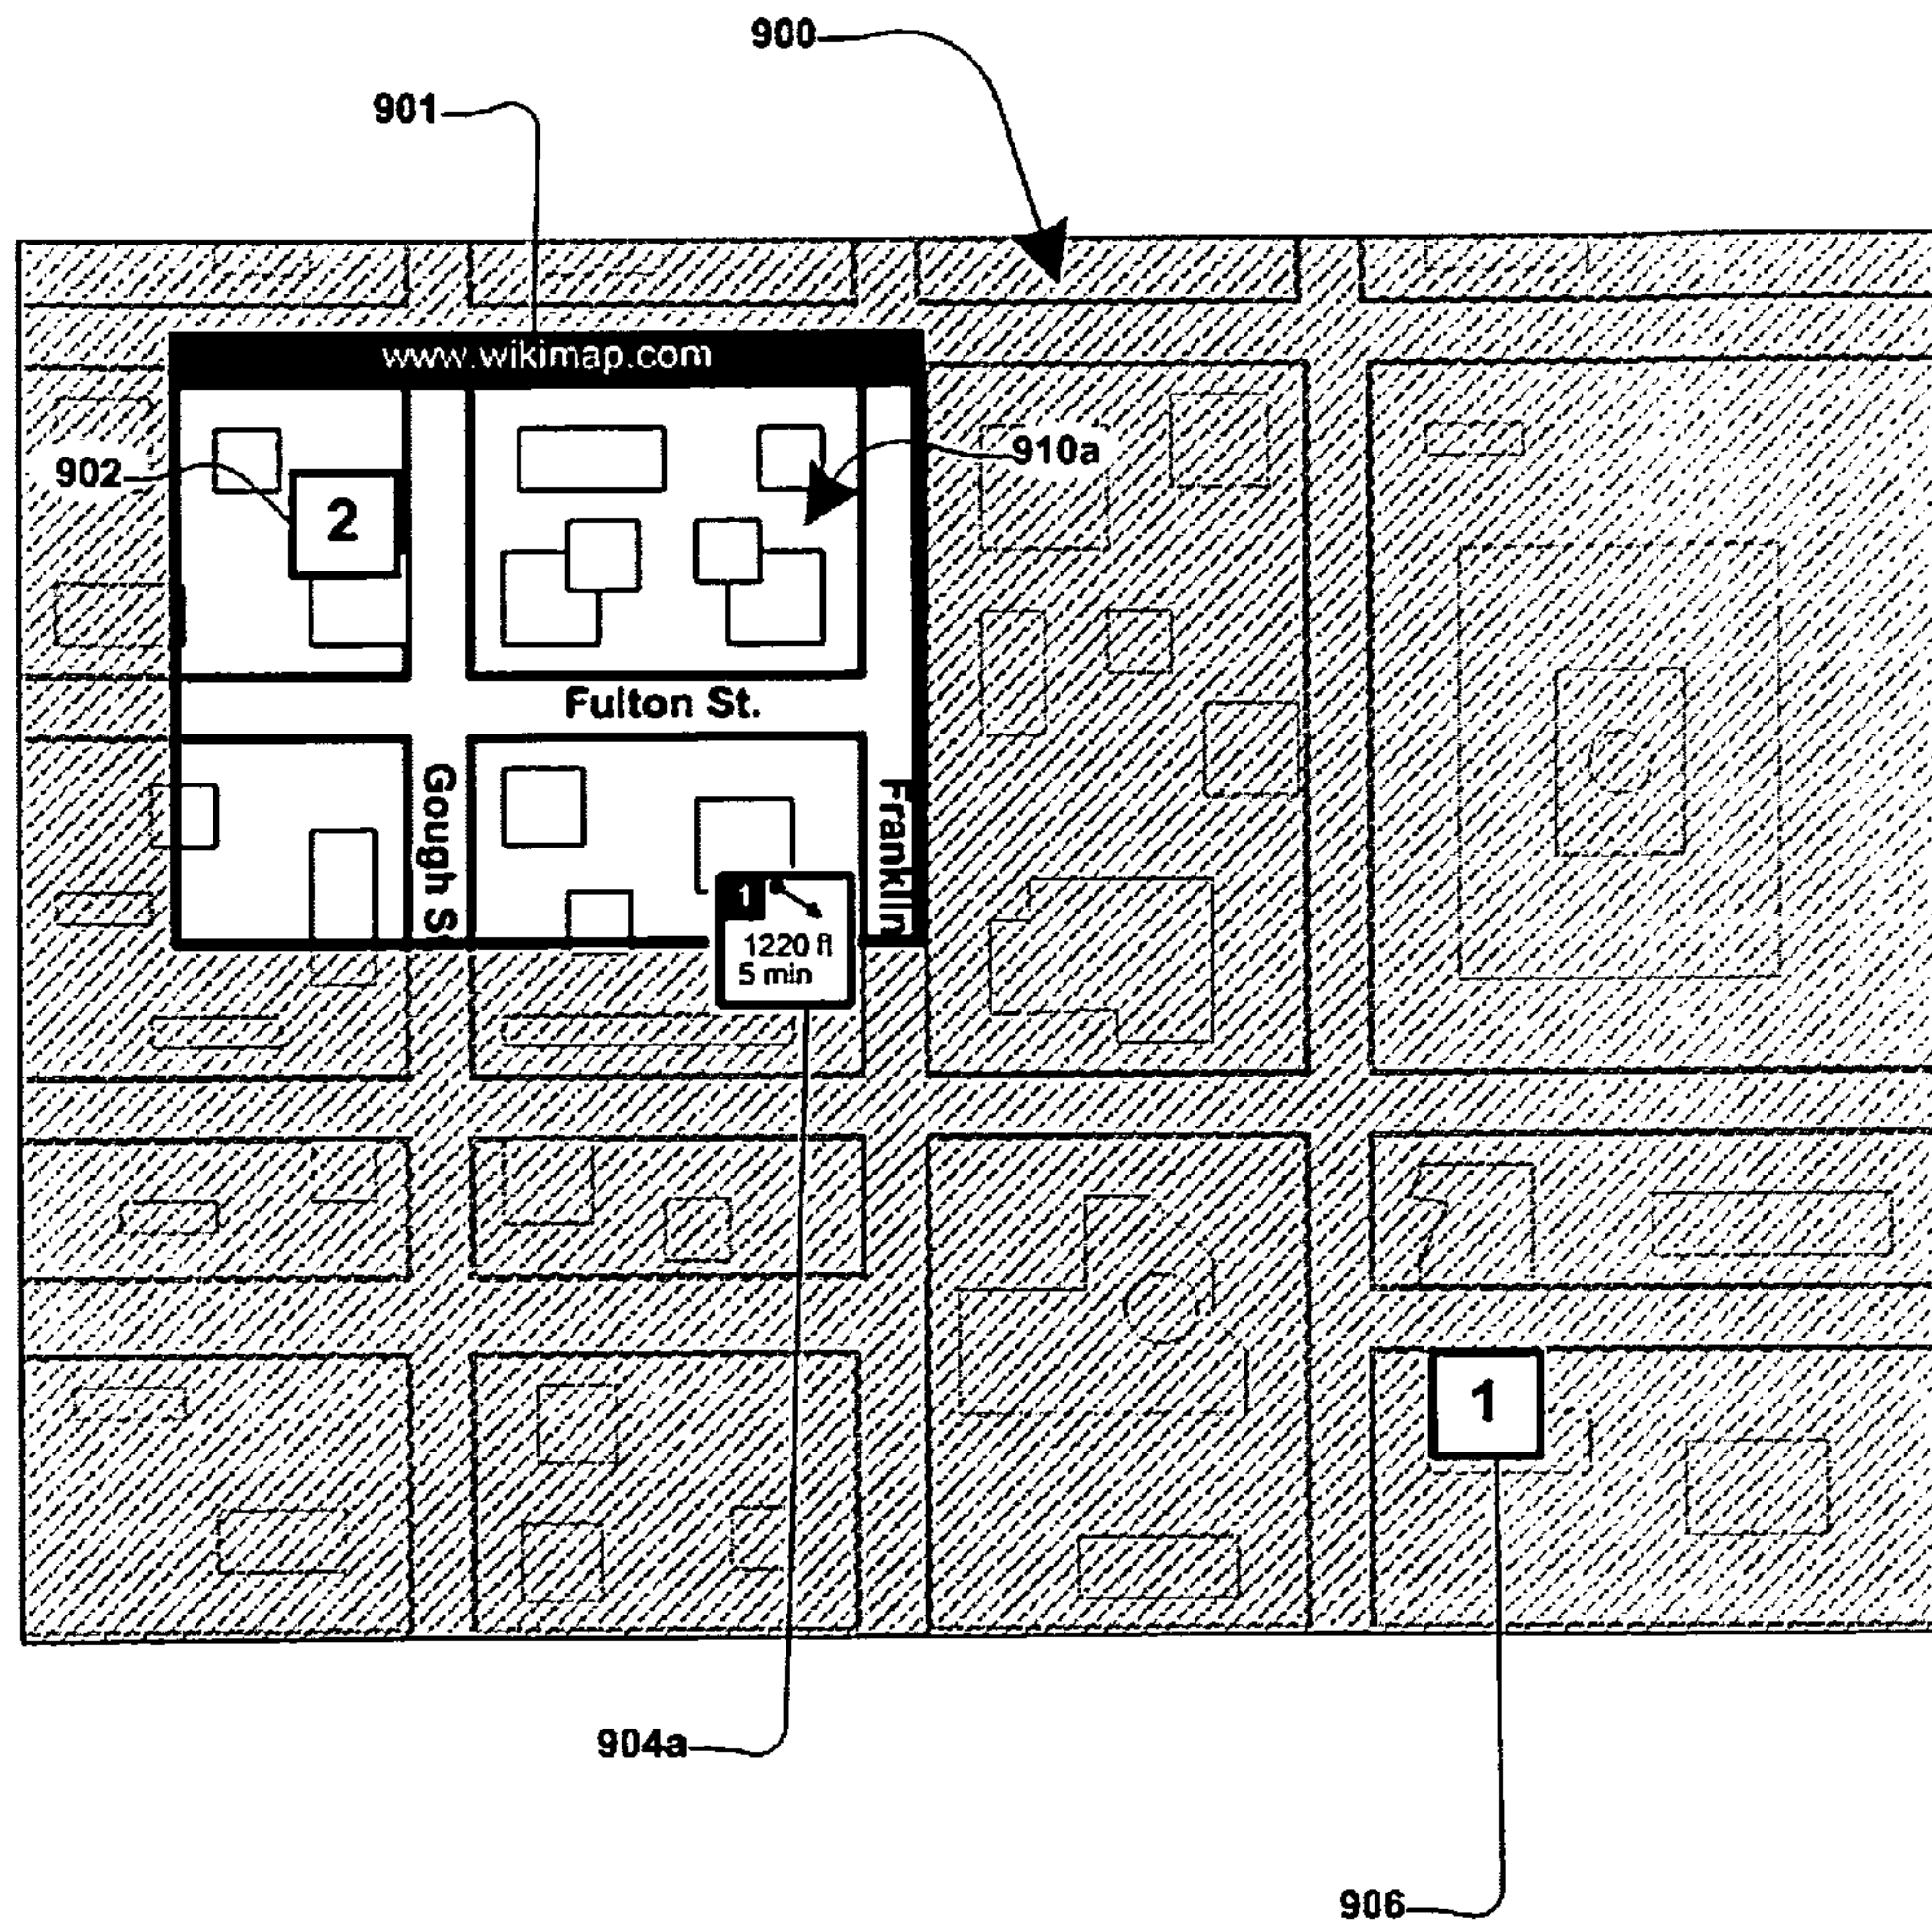 900
901
www.wikimap.com
910a
902
2
Fulton St.
Gough S
Franklin
1
1220 ft
5 min
1
904a
906